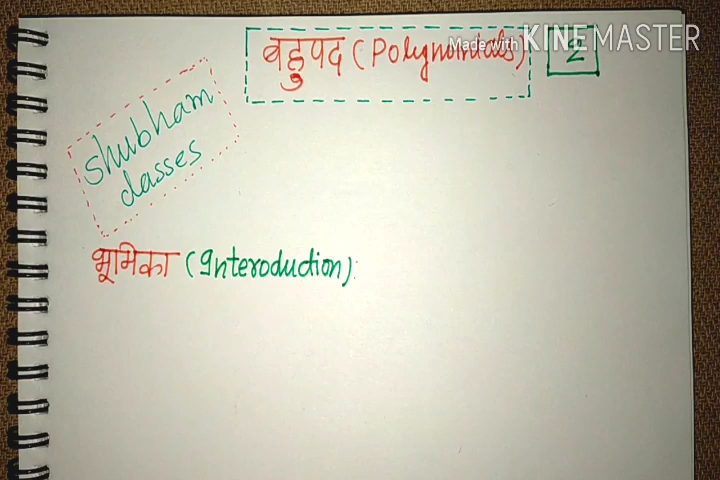 बहुपद (Polynomials) 2
Made with KINEMASTER
Shubham
classes
भूमिका (Interoduction):